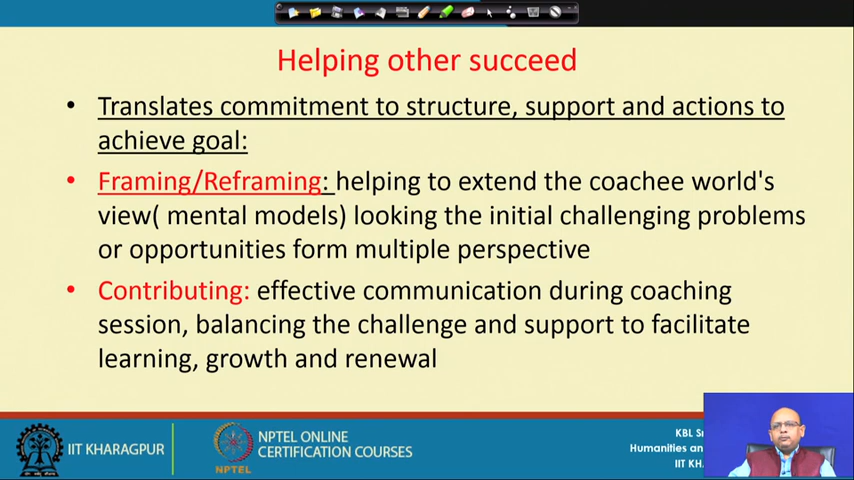 Helping other succeed
• Translates commitment to structure, support and actions to
achieve goal:
• Framing/Reframing: helping to extend the coachee world's
view( mental models) looking the initial challenging problems
or opportunities form multiple perspective
• Contributing: effective communication during coaching
session, balancing the challenge and support to facilitate
learning, growth and renewal
IIT KHARAGPUR
NPTEL
NPTEL ONLINE
CERTIFICATION COURSES
KBL
Humanities
IIT